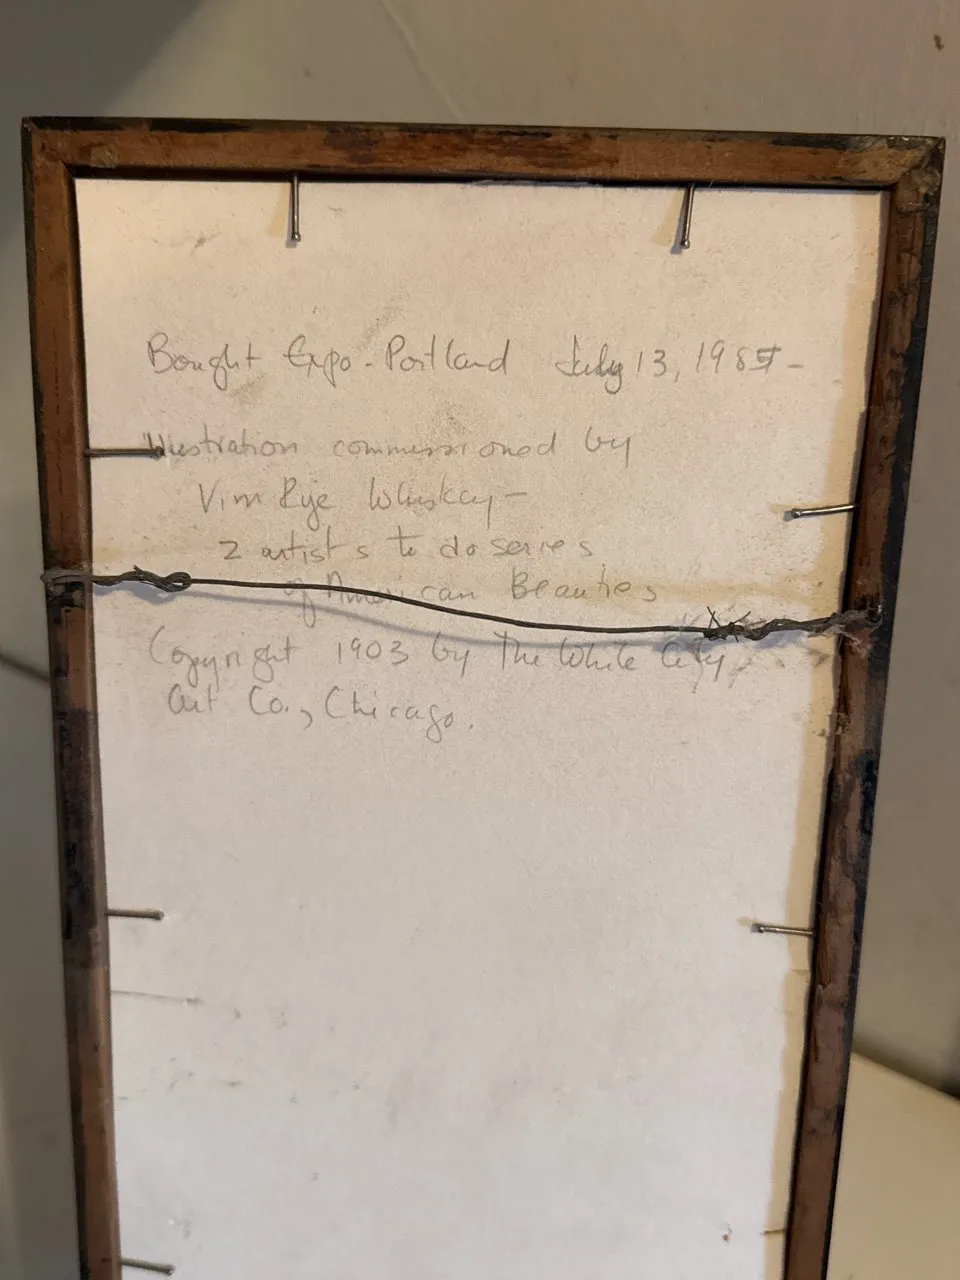 Bought Expo - Portland July 13, 1985 -
Illustration commissioned by
Vim Rye Whiskey -
2 artists to do series
of American Beauties
Copyright 1903 by The White City
Art Co., Chicago.